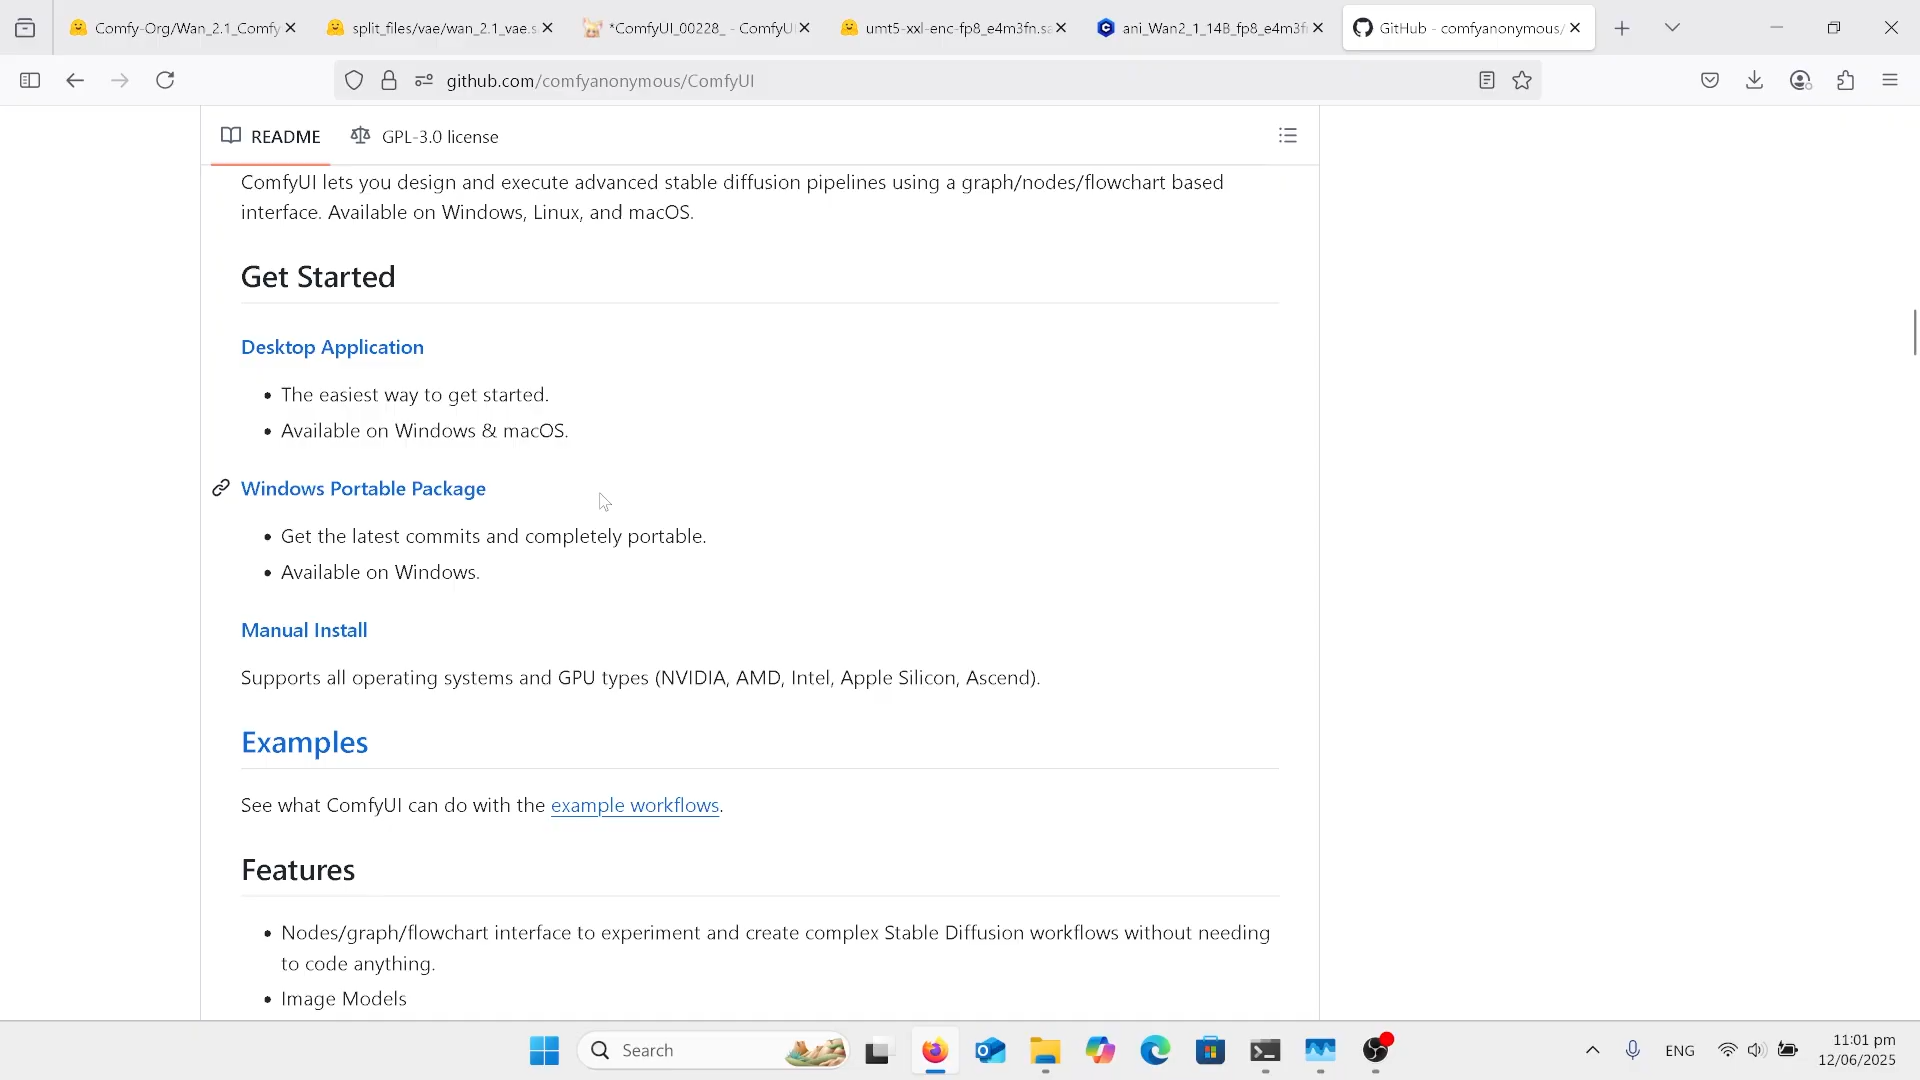 Comfy-Org/Wan_2.1_Comfy
split_files/vae/wan_2.1_vae.s
*ComfyUI_00228_ - ComfyUI
umt5-xxl-enc-fp8_e4m3fn.sa
ani_Wan2_1_14B_fp8_e4m3f
GitHub - comfyanonymous/
github.com/comfyanonymous/ComfyUI
README
GPL-3.0 license
ComfyUI lets you design and execute advanced stable diffusion pipelines using a graph/nodes/flowchart based
interface. Available on Windows, Linux, and macOS.
Get Started
Desktop Application
• The easiest way to get started.
• Available on Windows & macOS.
Windows Portable Package
• Get the latest commits and completely portable.
• Available on Windows.
Manual Install
Supports all operating systems and GPU types (NVIDIA, AMD, Intel, Apple Silicon, Ascend).
Examples
See what ComfyUI can do with the example workflows.
Features
• Nodes/graph/flowchart interface to experiment and create complex Stable Diffusion workflows without needing
to code anything.
• Image Models
Search
ENG
11:01 pm
12/06/2025